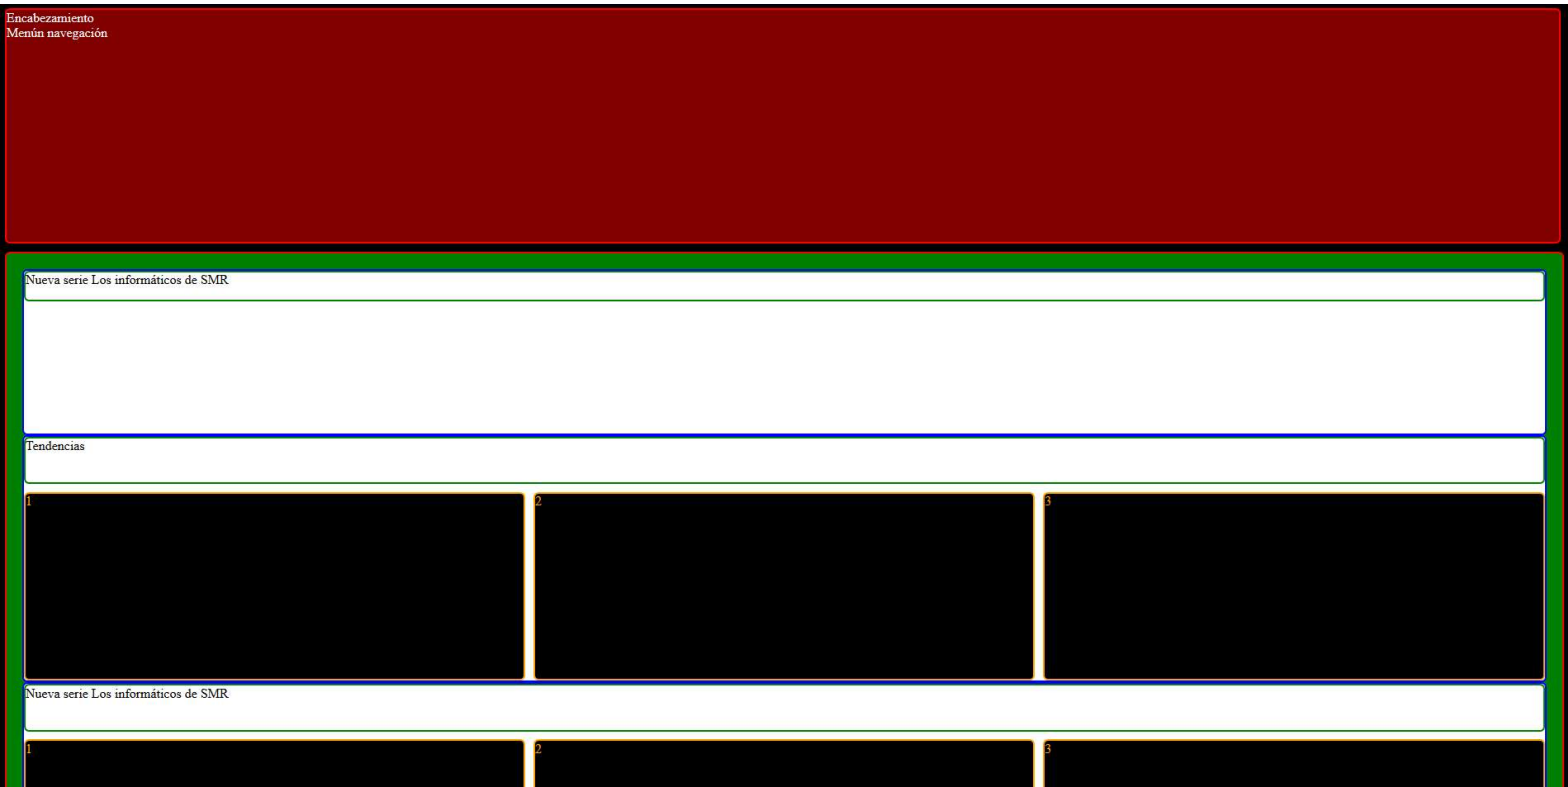 Encabezamiento
Menún navegación
Nueva serie Los informáticos de SMR
Tendencias
1 2 3
Nueva serie Los informáticos de SMR
1 2 3